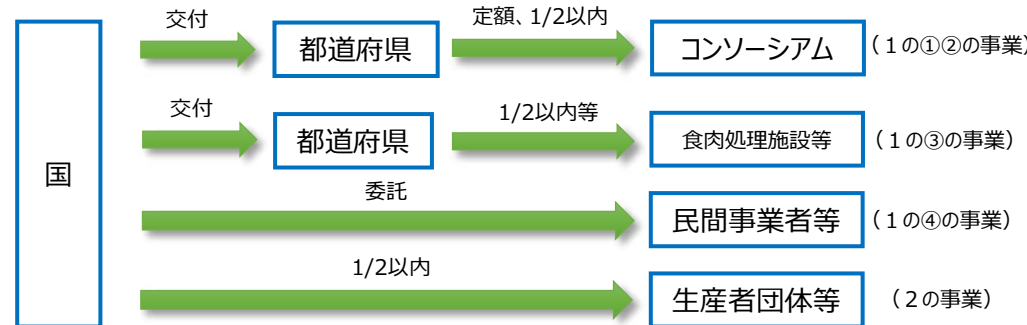 国
交付
都道府県
定額、1/2以内
コンソーシアム
（１の①②の事業）
交付
都道府県
1/2以内等
食肉処理施設等
（１の③の事業）
委託
民間事業者等
（１の④の事業）
1/2以内
生産者団体等
（２の事業）